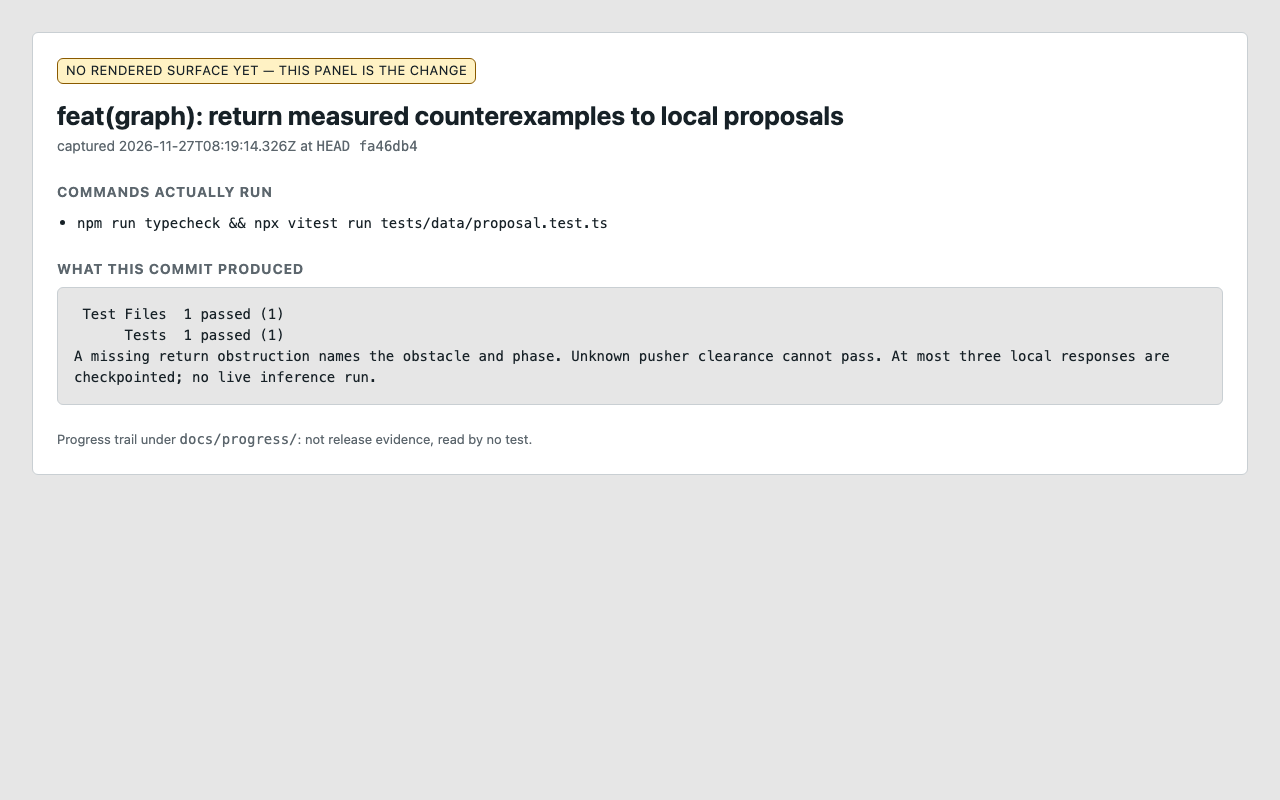 NO RENDERED SURFACE YET — THIS PANEL IS THE CHANGE
feat(graph): return measured counterexamples to local proposals
captured 2026-11-27T08:19:14.326Z at HEAD fa46db4
COMMANDS ACTUALLY RUN
• npm run typecheck && npx vitest run tests/data/proposal.test.ts
WHAT THIS COMMIT PRODUCED
Test Files  1 passed (1)
Tests  1 passed (1)
A missing return obstruction names the obstacle and phase. Unknown pusher clearance cannot pass. At most three local responses are
checkpointed; no live inference run.
Progress trail under docs/progress/: not release evidence, read by no test.